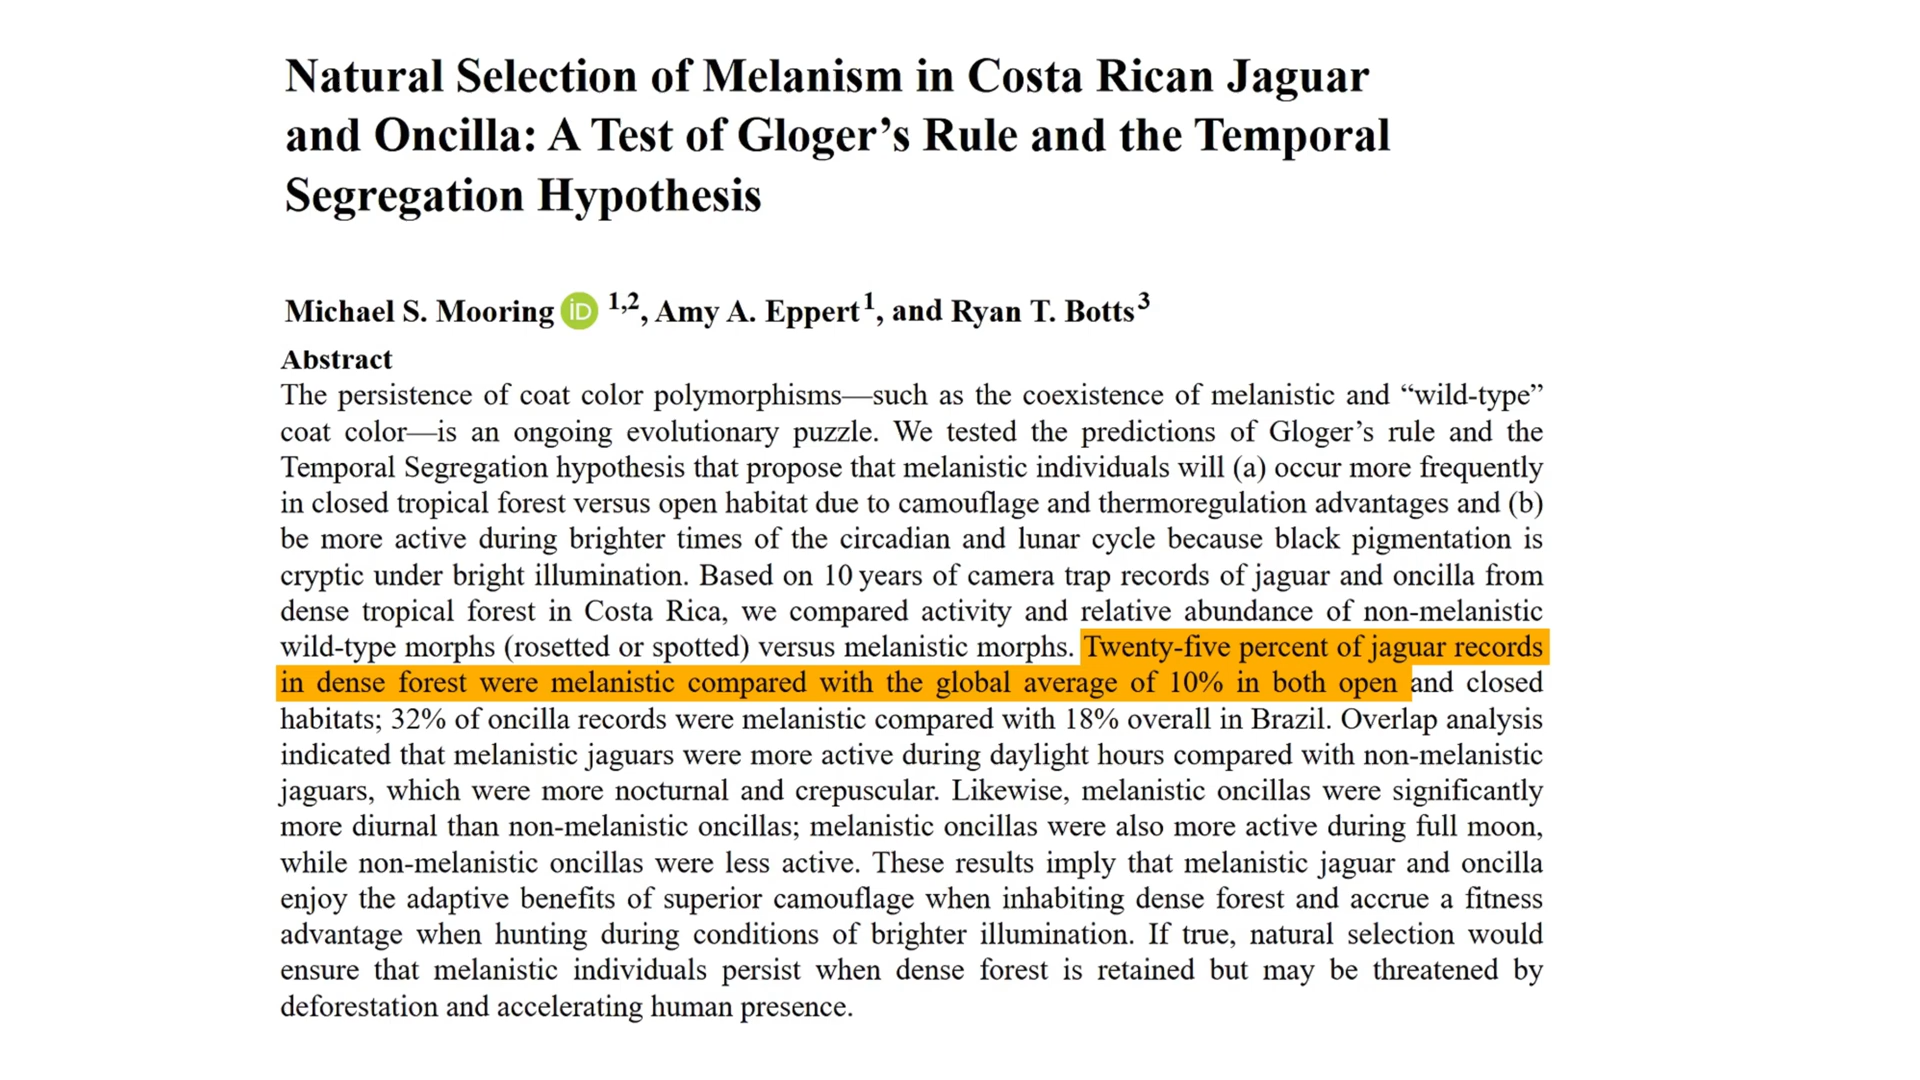 Natural Selection of Melanism in Costa Rican Jaguar
and Oncilla: A Test of Gloger’s Rule and the Temporal
Segregation Hypothesis
Michael S. Mooring iD 1,2, Amy A. Eppert1, and Ryan T. Botts3
Abstract
The persistence of coat color polymorphisms—such as the coexistence of melanistic and “wild-type”
coat color—is an ongoing evolutionary puzzle. We tested the predictions of Gloger’s rule and the
Temporal Segregation hypothesis that propose that melanistic individuals will (a) occur more frequently
in closed tropical forest versus open habitat due to camouflage and thermoregulation advantages and (b)
be more active during brighter times of the circadian and lunar cycle because black pigmentation is
cryptic under bright illumination. Based on 10 years of camera trap records of jaguar and oncilla from
dense tropical forest in Costa Rica, we compared activity and relative abundance of non-melanistic
wild-type morphs (rosetted or spotted) versus melanistic morphs. Twenty-five percent of jaguar records
in dense forest were melanistic compared with the global average of 10% in both open and closed
habitats; 32% of oncilla records were melanistic compared with 18% overall in Brazil. Overlap analysis
indicated that melanistic jaguars were more active during daylight hours compared with non-melanistic
jaguars, which were more nocturnal and crepuscular. Likewise, melanistic oncillas were significantly
more diurnal than non-melanistic oncillas; melanistic oncillas were also more active during full moon,
while non-melanistic oncillas were less active. These results imply that melanistic jaguar and oncilla
enjoy the adaptive benefits of superior camouflage when inhabiting dense forest and accrue a fitness
advantage when hunting during conditions of brighter illumination. If true, natural selection would
ensure that melanistic individuals persist when dense forest is retained but may be threatened by
deforestation and accelerating human presence.